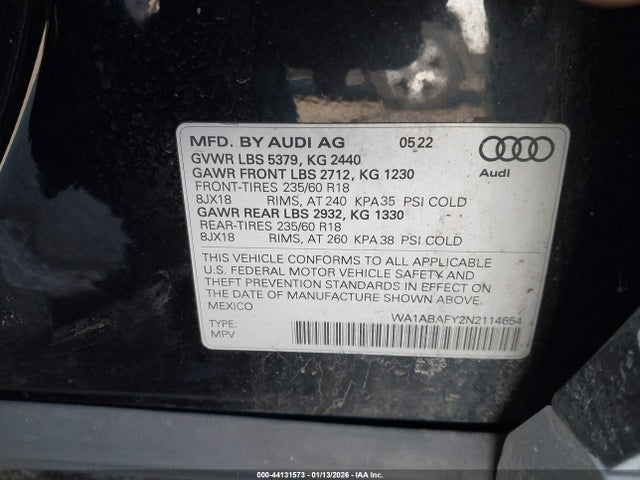 MFD. BY AUDI AG 05.22
GVWR LBS 5379, KG 2440
GAWR FRONT LBS 2712, KG 1230
FRONT-TIRES 235/60 R18
8JX18 RIMS, AT 240 KPA35 PSI COLD
GAWR REAR LBS 2932, KG 1330
REAR-TIRES 235/60 R18
8JX18 RIMS, AT 260 KPA38 PSI COLD
Audi
THIS VEHICLE CONFORMS TO ALL APPLICABLE
U.S. FEDERAL MOTOR VEHICLE SAFETY AND
THEFT PREVENTION STANDARDS IN EFFECT ON
THE DATE OF MANUFACTURE SHOWN ABOVE.
MEXICO
WA1ABAFY2N2114654
TYPE:
MPV
000-44131573 - 01/13/2026 - IAA Inc.